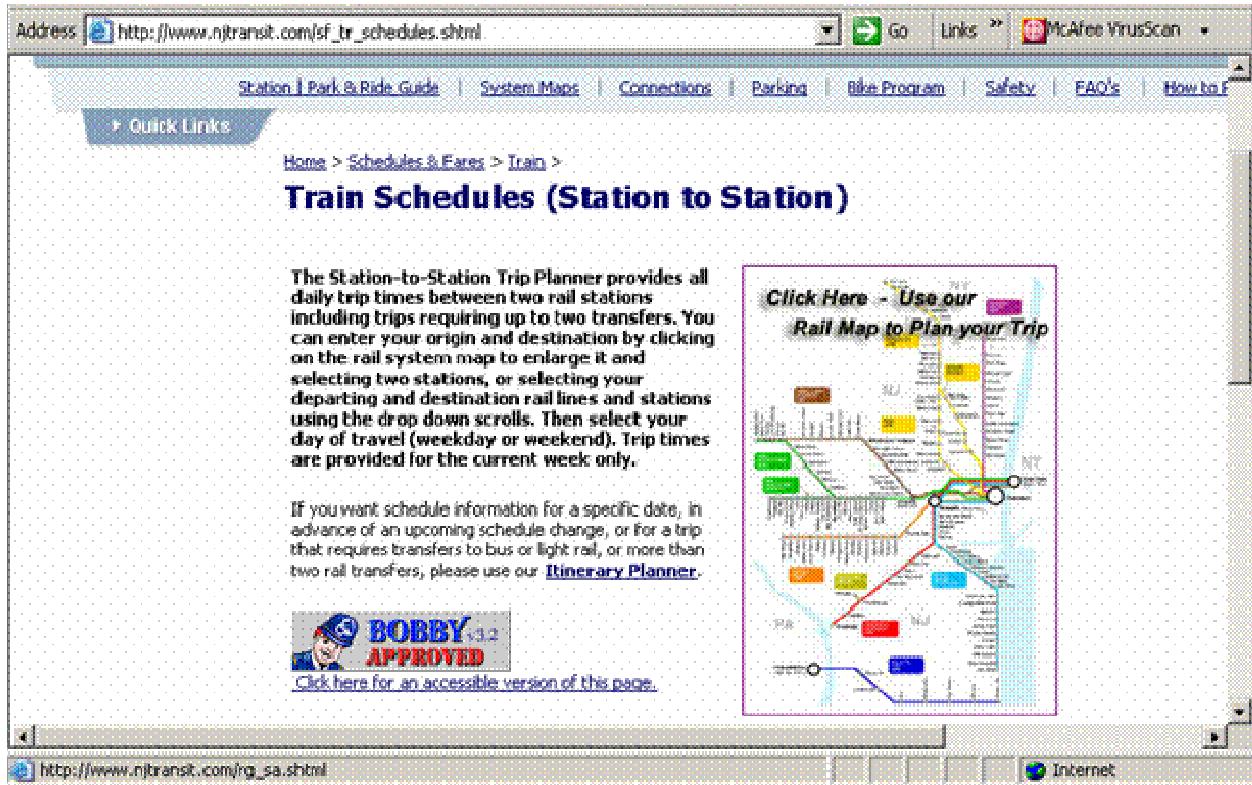 Address http://www.njtransit.com/sf_tr_schedules.shtml Go Links » McAfee VirusScan
Station | Park & Ride Guide | System Maps | Connections | Parking | Bike Program | Safety | FAQ's | How to
Quick Links
Home > Schedules & Fares > Train >
Train Schedules (Station to Station)
The Station-to-Station Trip Planner provides all
daily trip times between two rail stations
including trips requiring up to two transfers. You
can enter your origin and destination by clicking
on the rail system map to enlarge it and
selecting two stations, or selecting your
departing and destination rail lines and stations
using the drop down scrolls. Then select your
day of travel (weekday or weekend). Trip times
are provided for the current week only.
If you want schedule information for a specific date, in
advance of an upcoming schedule change, or for a trip
that requires transfers to bus or light rail, or more than
two rail transfers, please use our Itinerary Planner.
BOBBY v3.2
APPROVED
Click here for an accessible version of this page.
Click Here - Use our
Rail Map to Plan your Trip
NY
NJ
NY
PA
NJ
http://www.njtransit.com/rg_sa.shtml
Internet